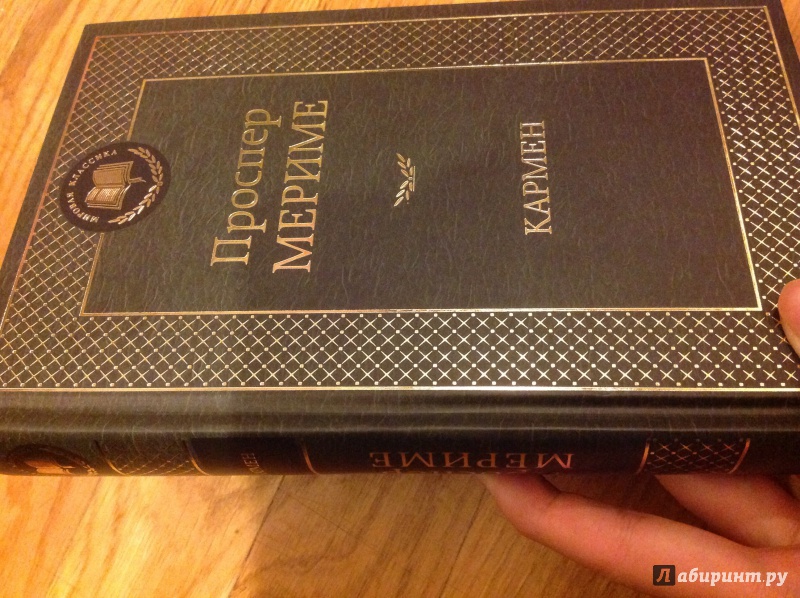 МИРОВАЯ КЛАССИКА
Проспер
МЕРИМЕ
КАРМЕН
МЕРИМЕ
Лабиринт.ру